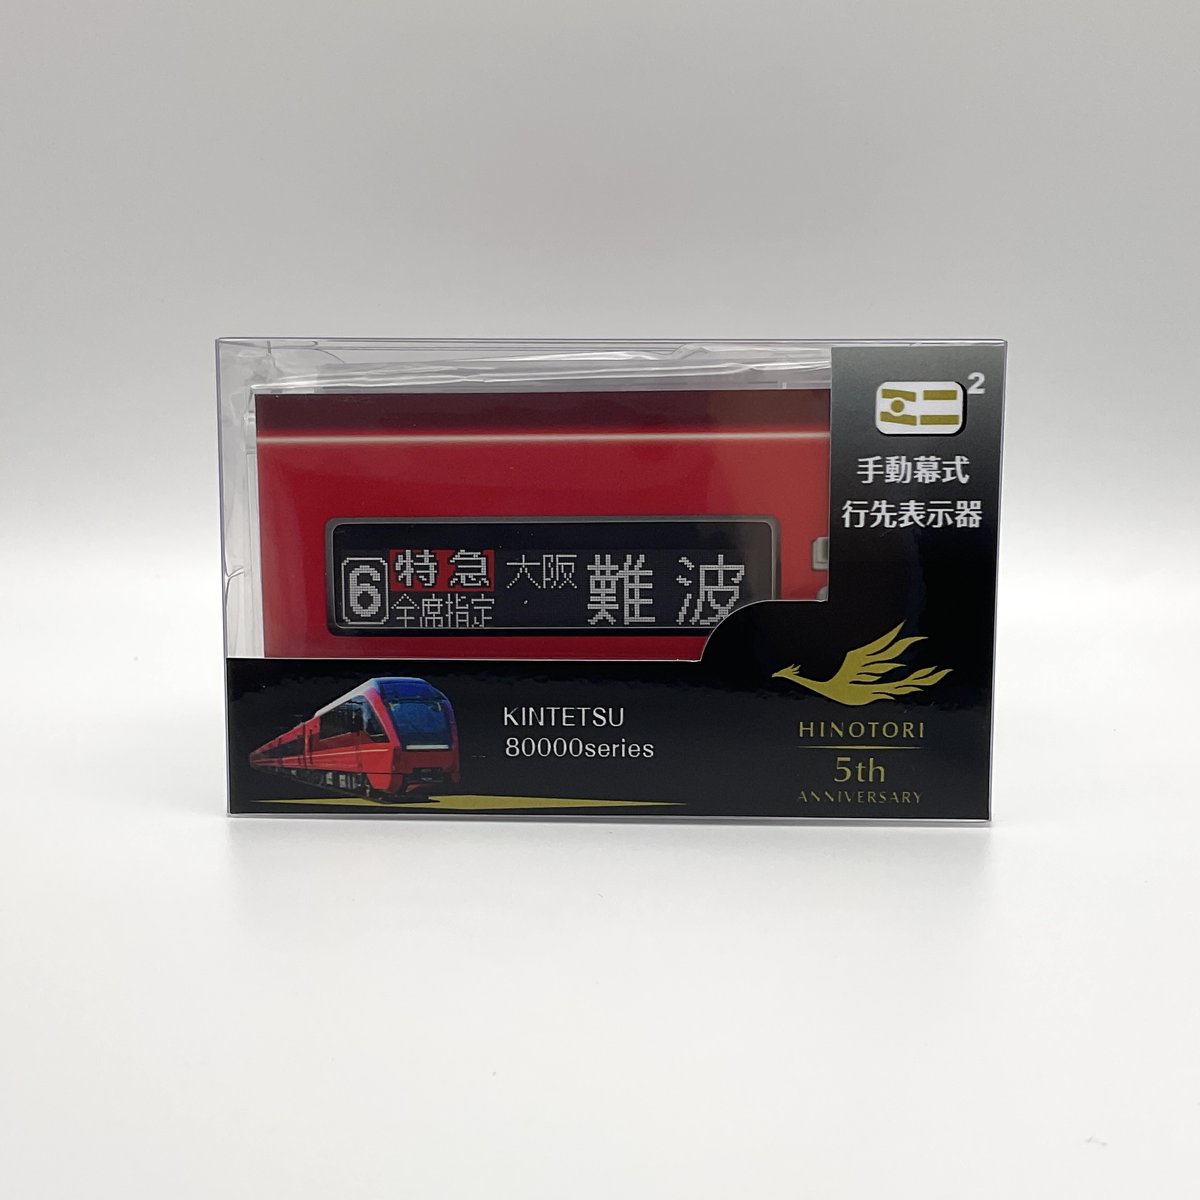 2
手動幕式
行先表示器
6 特急 大阪 難波
全席指定
KINTETSU
80000series
HINOTORI
5th
ANNIVERSARY